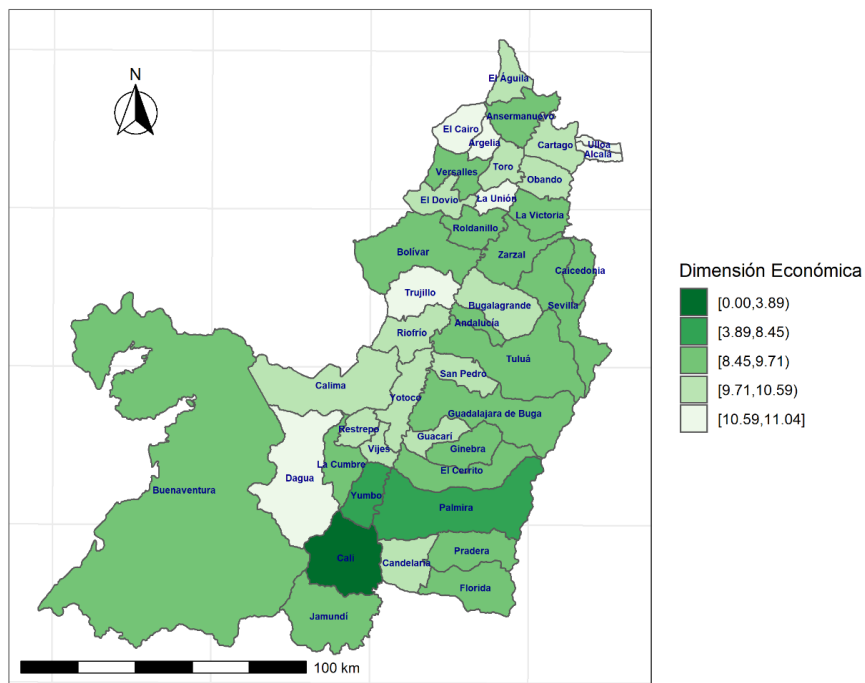 N
El Águila
Ansermanuevo
El Cairo
Argelia
Cartago
Ulloa
Alcalá
Toro
Versalles
Obando
El Dovio
La Unión
La Victoria
Roldanillo
Bolívar
Zarzal
Caicedonia
Trujillo
Bugalagrande
Sevilla
Andalucía
Riofrío
Tuluá
San Pedro
Calima
Yotoco
Guadalajara de Buga
Restrepo
Guacarí
Vijes
Ginebra
La Cumbre
El Cerrito
Dagua
Buenaventura
Yumbo
Palmira
Cali
Candelaria
Pradera
Florida
Jamundí
100 km
Dimensión Económica
[0.00,3.89)
[3.89,8.45)
[8.45,9.71)
[9.71,10.59)
[10.59,11.04]